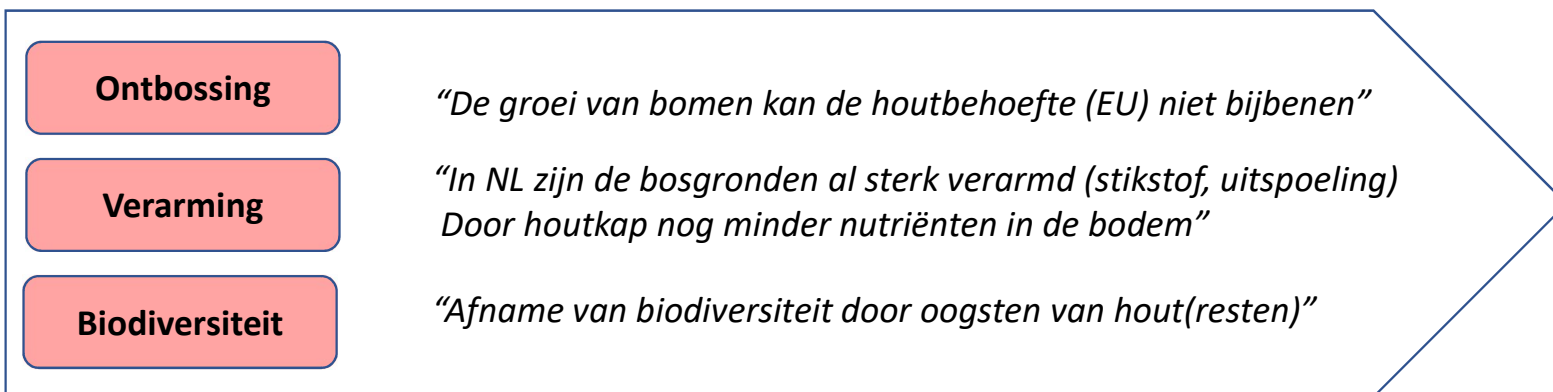 Ontbossing
“De groei van bomen kan de houtbehoefte (EU) niet bijbenen”
Verarming
“In NL zijn de bosgronden al sterk verarmd (stikstof, uitspoeling)
Door houtkap nog minder nutriënten in de bodem”
Biodiversiteit
“Afname van biodiversiteit door oogsten van hout(resten)”